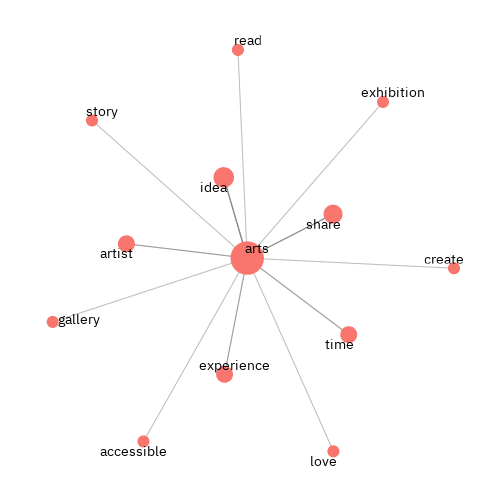 read
exhibition
story
idea
share
arts
artist
create
gallery
time
experience
accessible
love